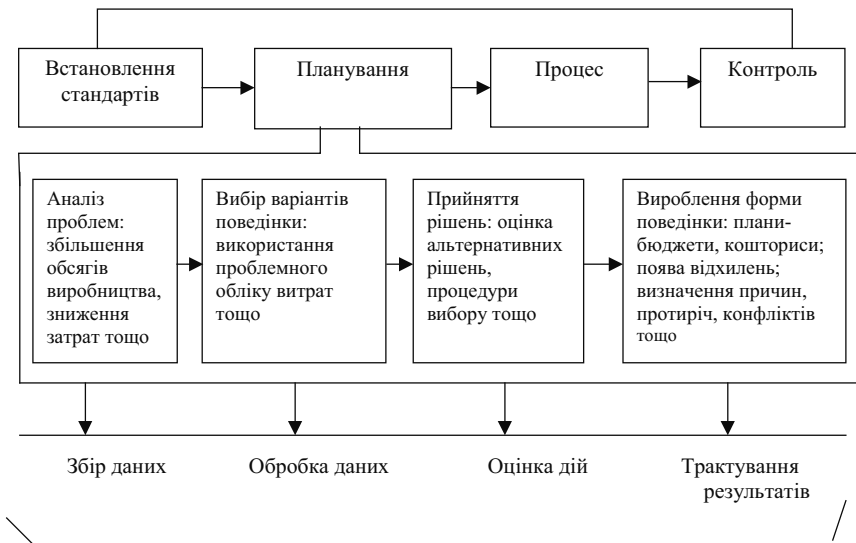 Встановлення
стандартів
Планування
Процес
Контроль
Аналіз
проблем:
збільшення
обсягів
виробництва,
зниження
затрат тощо
Вибір варіантів
поведінки:
використання
проблемного
обліку витрат
тощо
Прийняття
рішень: оцінка
альтернативних
рішень,
процедури
вибору тощо
Вироблення форми
поведінки: плани-
бюджети, кошториси;
поява відхилень;
визначення причин,
протиріч, конфліктів
тощо
Збір даних
Обробка даних
Оцінка дій
Трактування
результатів